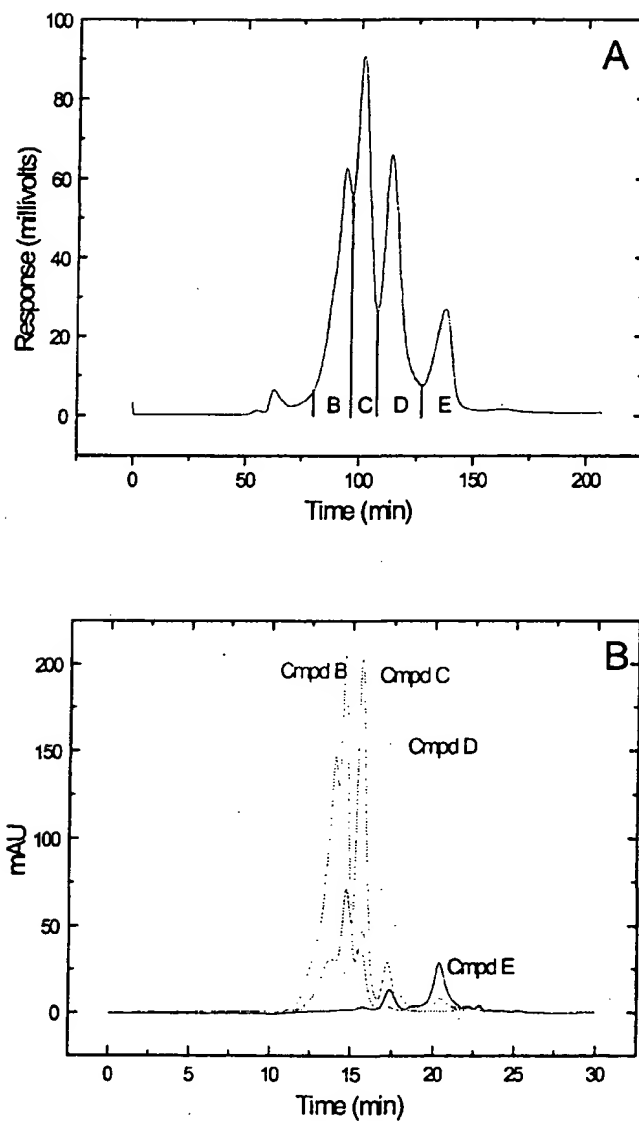 A
100
80
60
40
20
0
Response (millivolts)
B C D E
0 50 100 150 200
Time (min)
B
200
150
100
50
0
mAU
Cmpd B Cmpd C
Cmpd D
Cmpd E
0 5 10 15 20 25 30
Time (min)